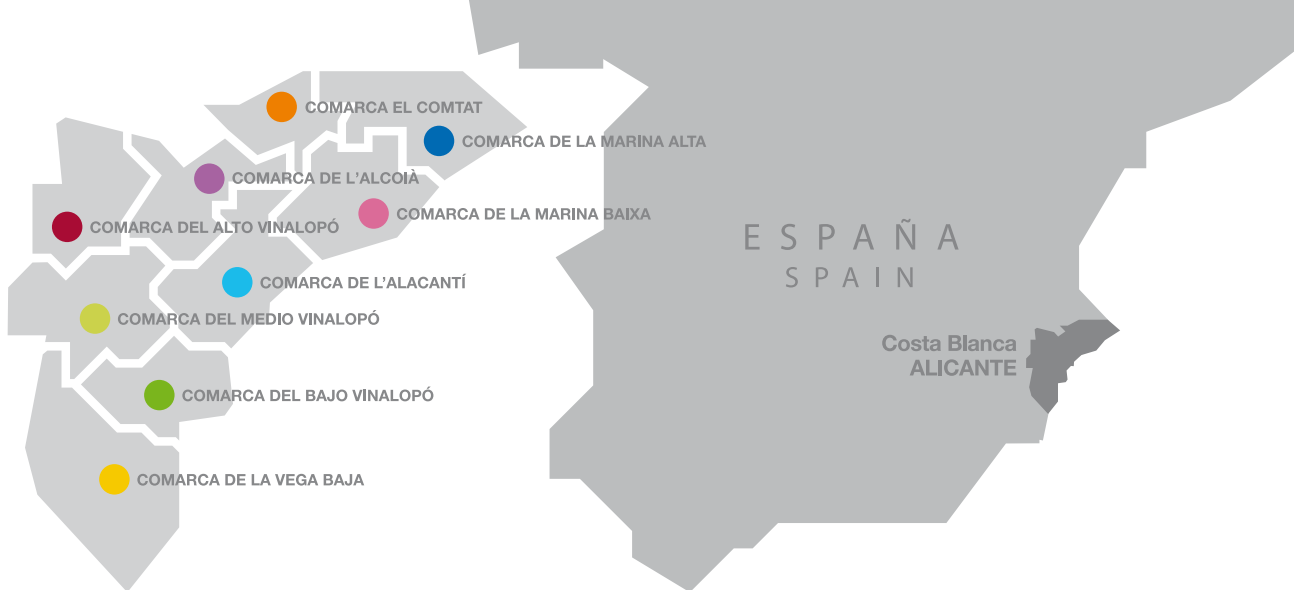 COMARCA EL COMTAT
COMARCA DE LA MARINA ALTA
COMARCA DE L’ALCOIÀ
COMARCA DE LA MARINA BAIXA
COMARCA DEL ALTO VINALOPÓ
COMARCA DE L’ALACANTÍ
COMARCA DEL MEDIO VINALOPÓ
COMARCA DEL BAJO VINALOPÓ
COMARCA DE LA VEGA BAJA
ESPAÑA
SPAIN
Costa Blanca
ALICANTE